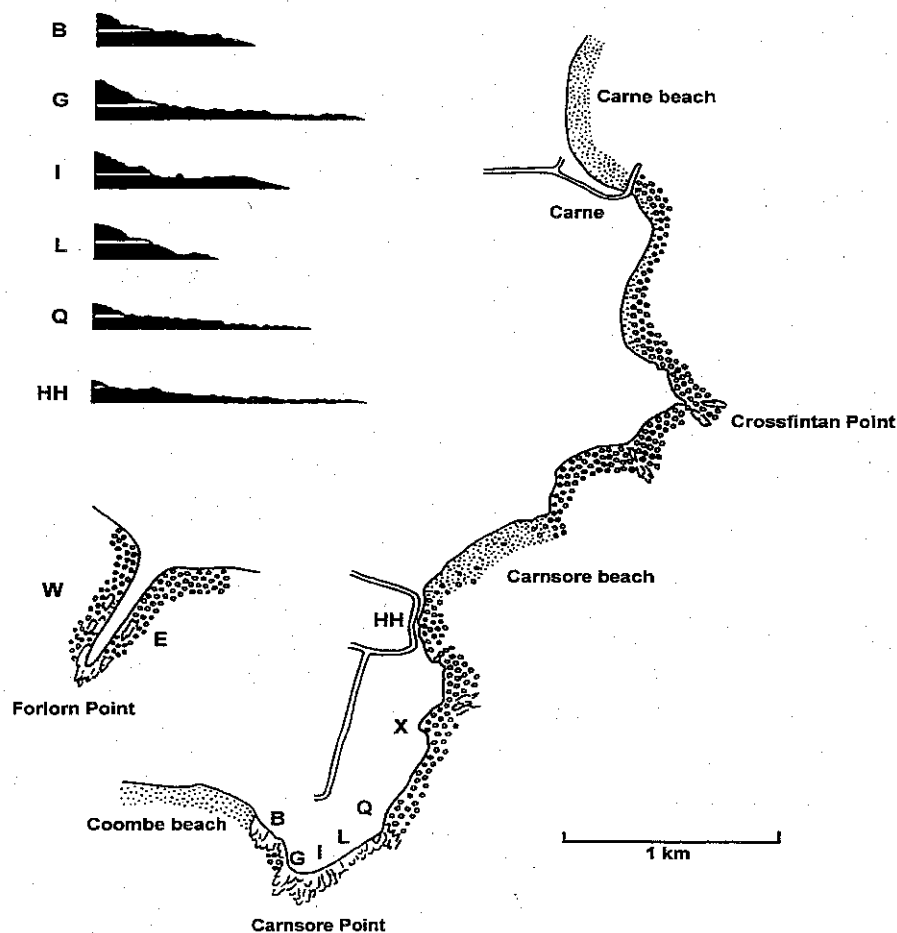 B
G
I
L
Q
HH
Carne beach
Carne
Crossfintan Point
Carnsore beach
HH
W
E
Forlorn Point
X
Q
Coombe beach
B
L
I
G
1 km
Carnsore Point